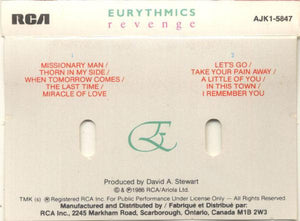 RCA
EURYTHMICS
revenge
AJK1-5847
1
MISSIONARY MAN /
THORN IN MY SIDE /
WHEN TOMORROW COMES /
THE LAST TIME /
MIRACLE OF LOVE
2
LET'S GO /
TAKE YOUR PAIN AWAY /
A LITTLE OF YOU /
IN THIS TOWN /
I REMEMBER YOU
E
Produced by David A. Stewart
© & ℗ 1986 RCA/Ariola Ltd.
TMK (s) ® Registered RCA Inc. For Public Performance Under License Only — All Rights Reserved
Manufactured and Distributed by / Fabriqué et Distribué par:
RCA Inc., 2245 Markham Road, Scarborough, Ontario, Canada M1B 2W3